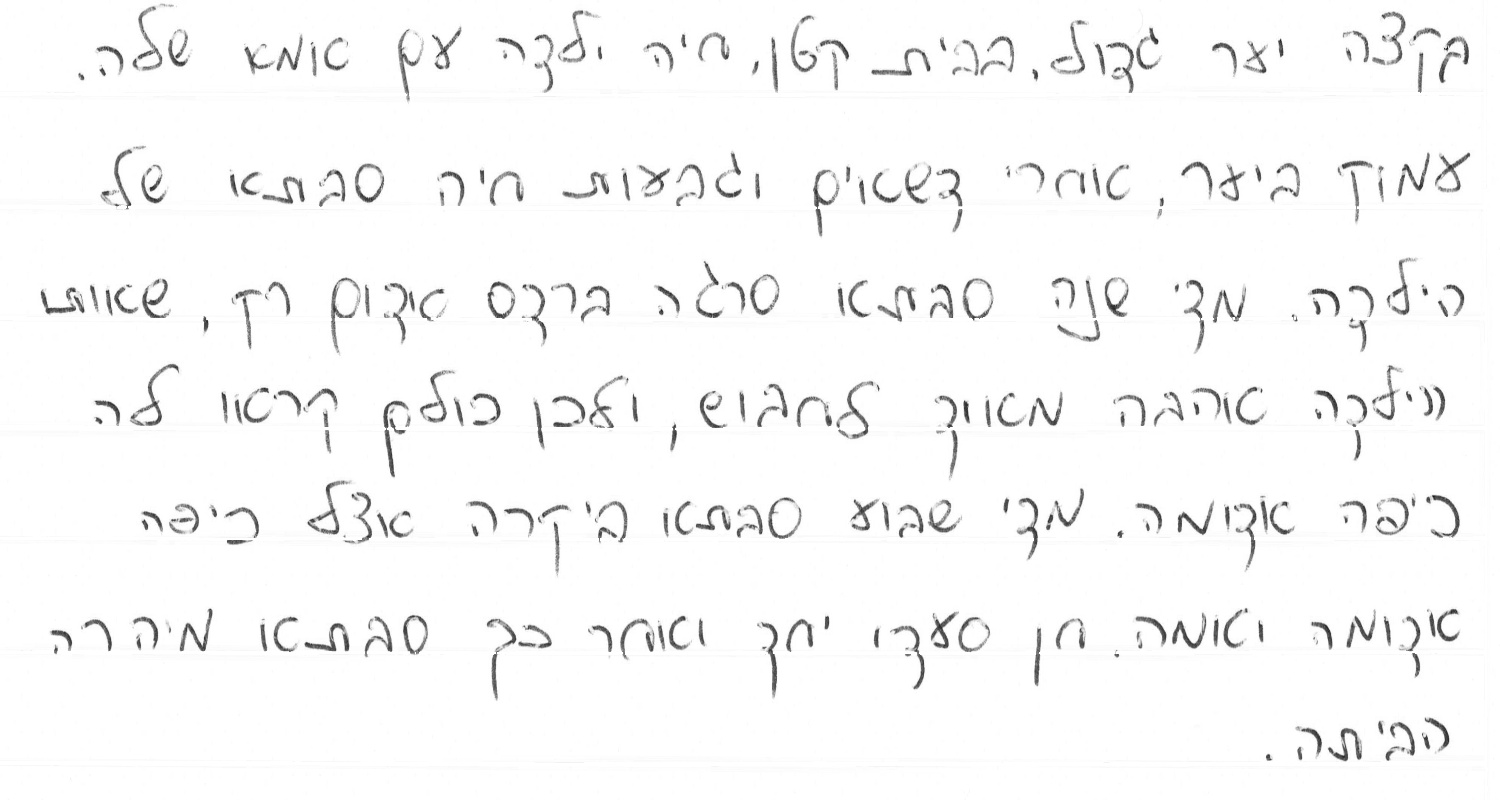 בקצה יער גדול, בבית קטן, חיה ילדה עם אמא שלה.
עמוק ביער, אחרי דשאים וגבעות חיה סבתא של
הילדה. מדי שנה סבתא סרגה ברדס אדום רך, שאותו
הילדה אהבה מאוד לחבוש, ולכן כולם קראו לה
כיפה אדומה. מדי שבוע סבתא ביקרה אצל כיפה
אדומה ואמה. הן סעדו יחד ואחר כך סבתא מיהרה
הביתה.